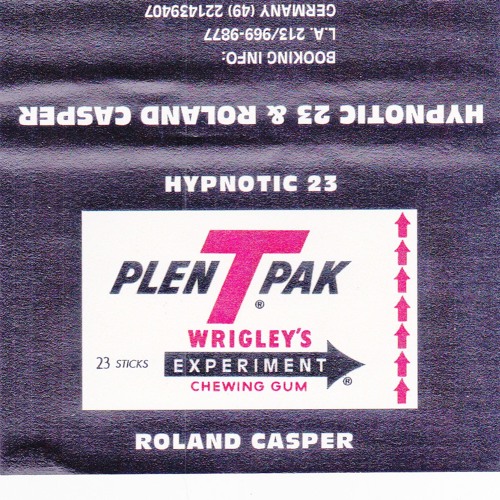 GERMANY (49) 221439407
L.A. 213/969-9877
BOOKING INFO:
HYPNOTIC 23 & ROLAND CASPER
HYPNOTIC 23
PLEN T PAK
®
WRIGLEY'S
23 STICKS EXPERIMENT
®
CHEWING GUM
ROLAND CASPER